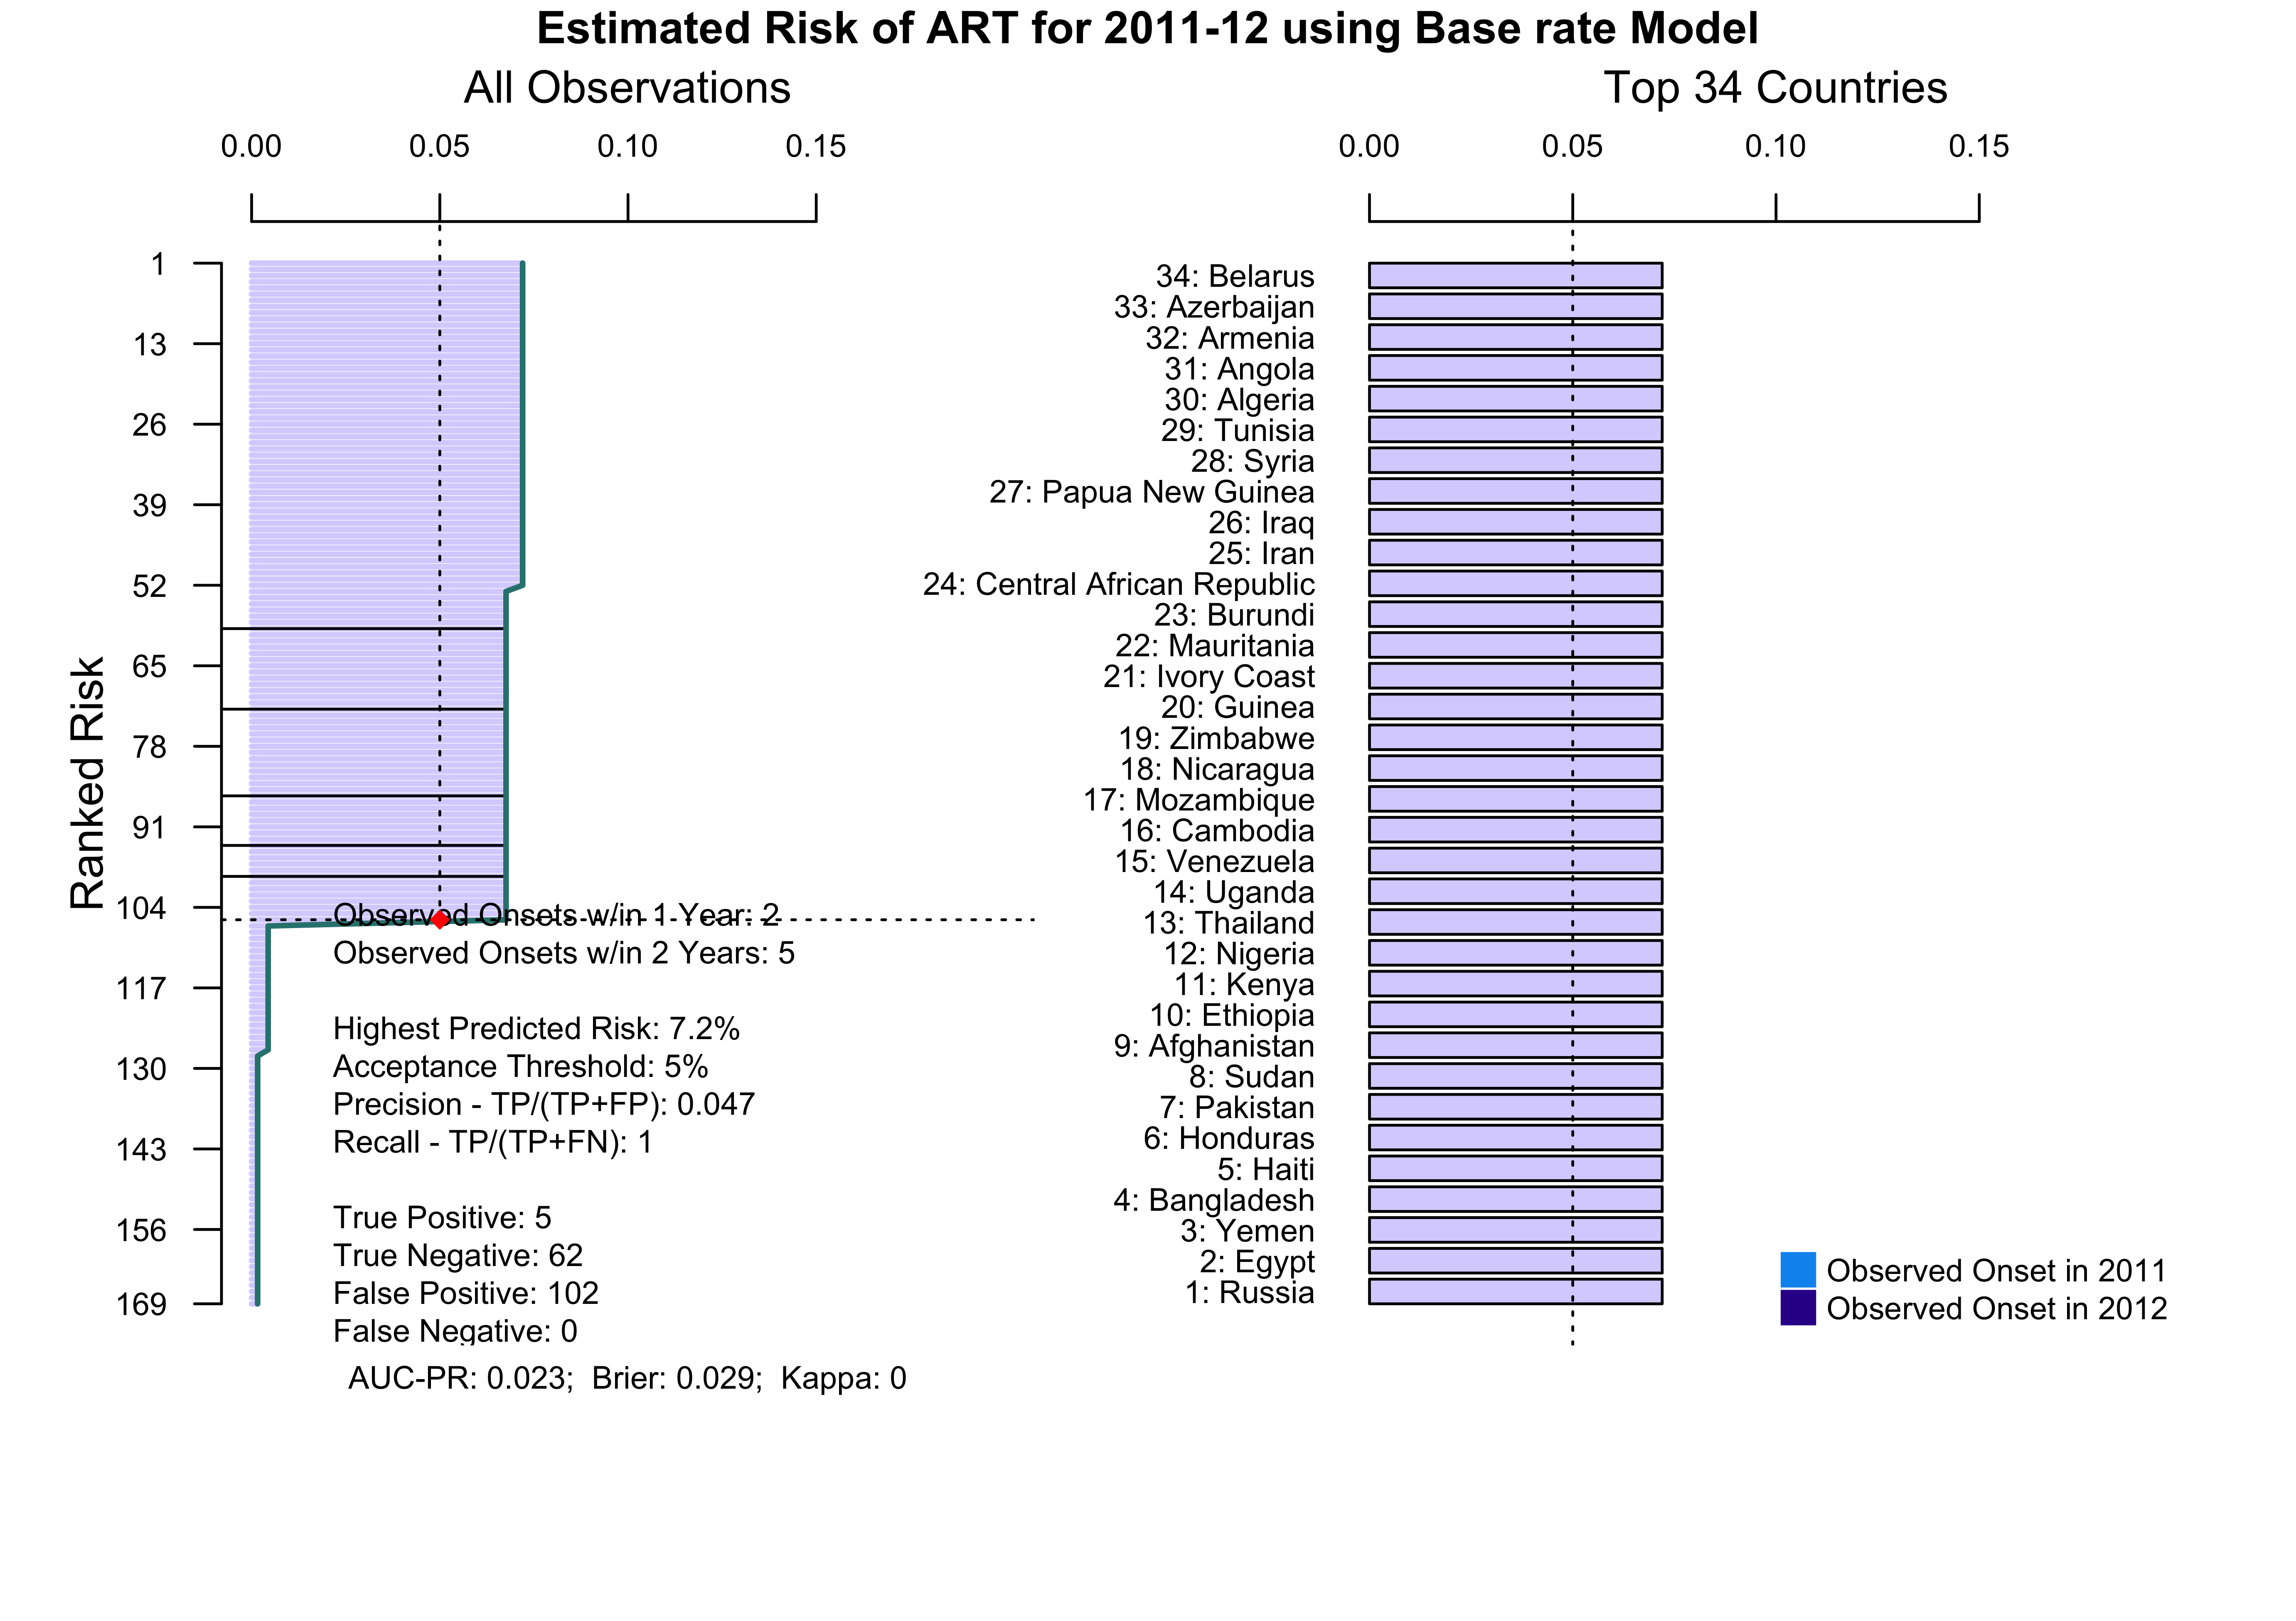 Estimated Risk of ART for 2011-12 using Base rate Model
All Observations
0.00 0.05 0.10 0.15
Ranked Risk
1
13
26
39
52
65
78
91
104
117
130
143
156
169
Observed Onsets w/in 1 Year: 2
Observed Onsets w/in 2 Years: 5
Highest Predicted Risk: 7.2%
Acceptance Threshold: 5%
Precision - TP/(TP+FP): 0.047
Recall - TP/(TP+FN): 1
True Positive: 5
True Negative: 62
False Positive: 102
False Negative: 0
AUC-PR: 0.023; Brier: 0.029; Kappa: 0
Top 34 Countries
0.00 0.05 0.10 0.15
34: Belarus
33: Azerbaijan
32: Armenia
31: Angola
30: Algeria
29: Tunisia
28: Syria
27: Papua New Guinea
26: Iraq
25: Iran
24: Central African Republic
23: Burundi
22: Mauritania
21: Ivory Coast
20: Guinea
19: Zimbabwe
18: Nicaragua
17: Mozambique
16: Cambodia
15: Venezuela
14: Uganda
13: Thailand
12: Nigeria
11: Kenya
10: Ethiopia
9: Afghanistan
8: Sudan
7: Pakistan
6: Honduras
5: Haiti
4: Bangladesh
3: Yemen
2: Egypt
1: Russia
Observed Onset in 2011
Observed Onset in 2012